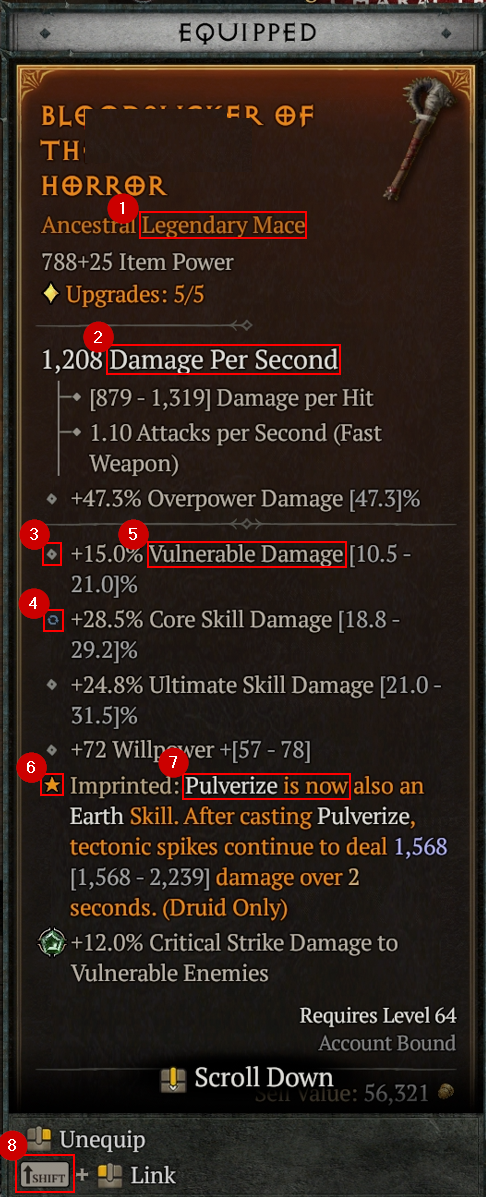 EQUIPPED
OF
HORROR
1
Ancestral Legendary Mace
788+25 Item Power
Upgrades: 5/5
2
1,208 Damage Per Second
[879 - 1,319] Damage per Hit
1.10 Attacks per Second (Fast
Weapon)
+47.3% Overpower Damage [47.3]%
3
5
+15.0% Vulnerable Damage [10.5 -
21.0]%
4
+28.5% Core Skill Damage [18.8 -
29.2]%
+24.8% Ultimate Skill Damage [21.0 -
31.5]%
+72 Willpower +[57 - 78]
6
7
Imprinted: Pulverize is now also an
Earth Skill. After casting Pulverize,
tectonic spikes continue to deal 1,568
[1,568 - 2,239] damage over 2
seconds. (Druid Only)
+12.0% Critical Strike Damage to
Vulnerable Enemies
Requires Level 64
Account Bound
Scroll Down
Sell Value: 56,321
Unequip
8
SHIFT + Link